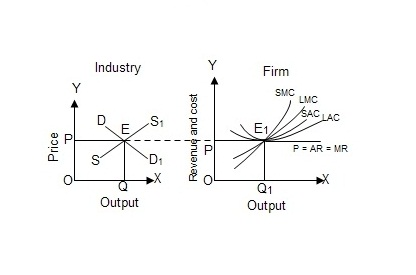 Industry
Firm
Y
Price
D
S1
E
P
S
D1
O
Q
X
Output
Y
Revenue and cost
SMC
LMC
SAC
LAC
E1
P
P = AR = MR
O
Q1
X
Output